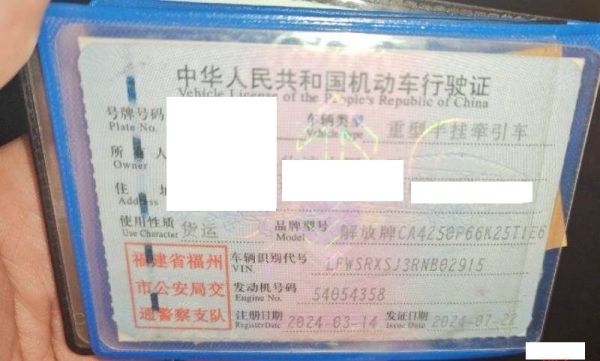 中华人民共和国机动车行驶证
Vehicle License of the People's Republic of China
号牌号码 车辆类型 重型半挂牵引车
Plate No. Vehicle Type
所有人
Owner
住址
Address
使用性质 货运 品牌型号 解放牌CA4250P66K25T1E6
Use Character Model
福建省福州
市公安局交
通警察支队
车辆识别代号 LFWSRXSJ3RNB02915
VIN
发动机号码 54054358
Engine No.
注册日期 2024-03-14 发证日期 2024-07-22
Register Date Issue Date